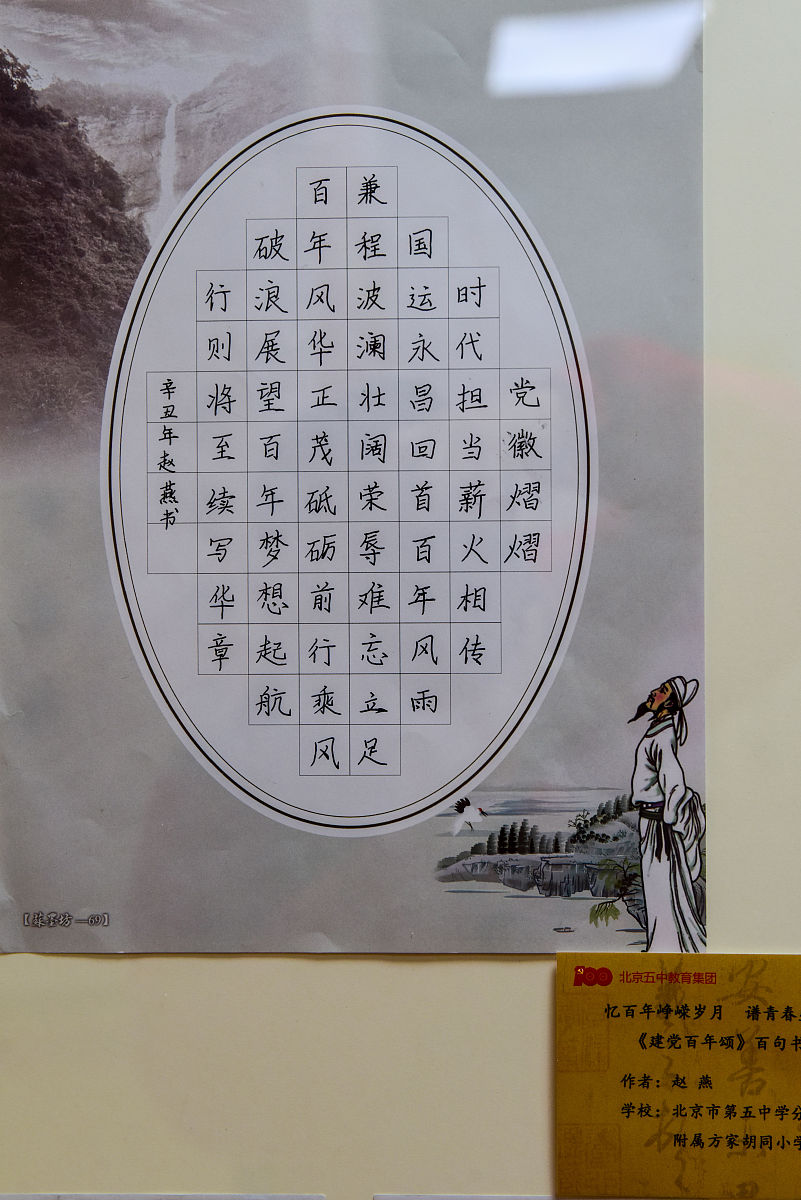 党徽熠熠
时代担当薪火相传
国运永昌回首百年风雨
兼程波澜壮阔荣辱难忘立足
百年风华正茂砥砺前行乘风
破浪展望百年梦想起航
行则将至续写华章
辛丑年赵燕书
墨坊—69】
100 北京五中教育集团
忆百年峥嵘岁月 谱青春
《建党百年颂》百句书
作者：赵 燕
学校：北京市第五中学分
附属方家胡同小学